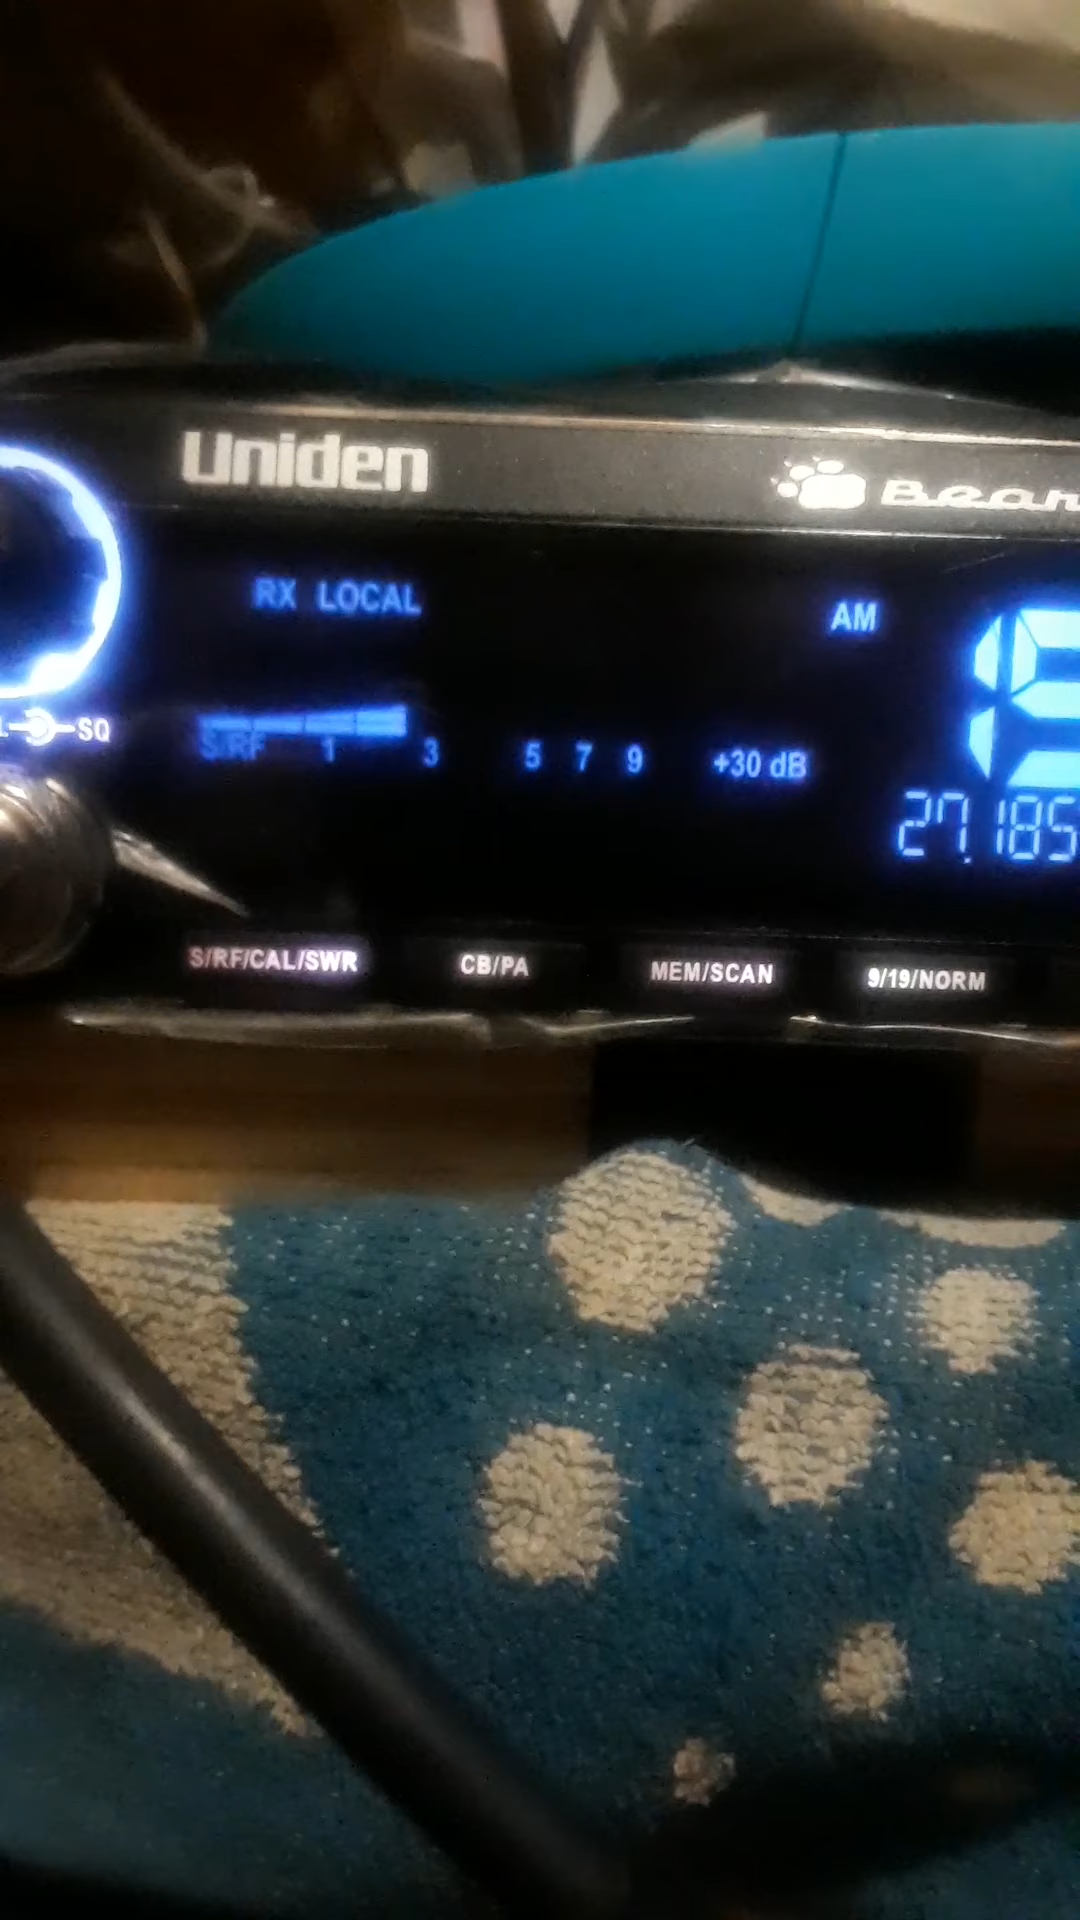 Uniden
Bear
RX LOCAL
AM
L SQ
S/RF 1 3 5 7 9 +30 dB
27.185
S/RF/CAL/SWR CB/PA MEM/SCAN 9/19/NORM